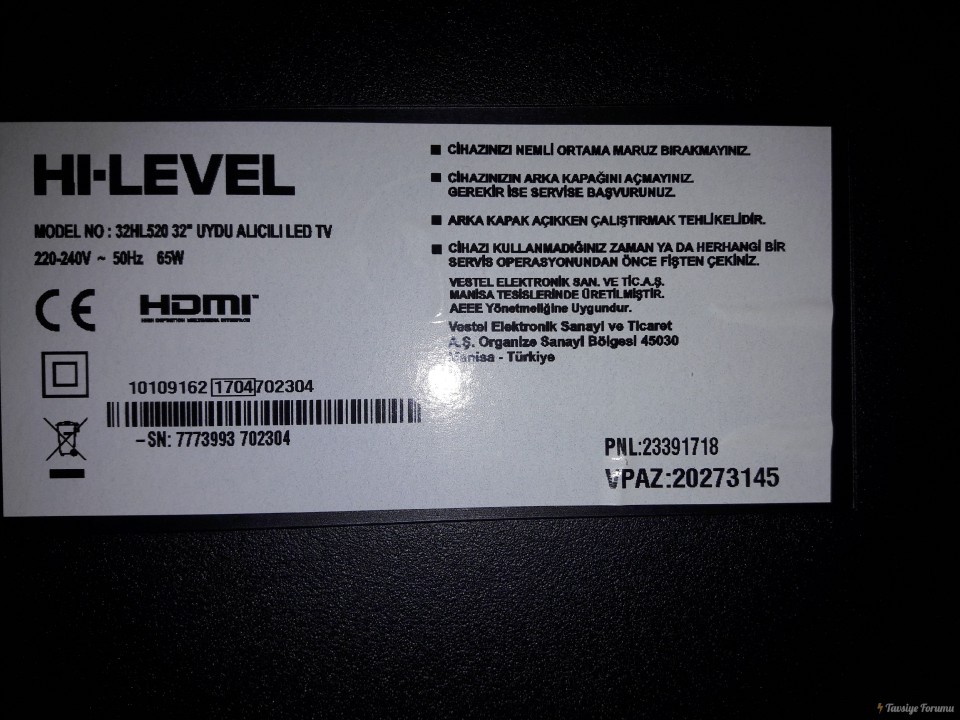 HI-LEVEL
MODEL NO : 32HL520 32" UYDU ALICILI LED TV
220-240V ~ 50Hz 65W
CE HDMI
10109162 1704 702304
-SN: 7773993 702304
■ CİHAZINIZI NEMLİ ORTAMA MARUZ BIRAKMAYINIZ.
■ CİHAZINIZIN ARKA KAPAĞINI AÇMAYINIZ.
GEREKİR İSE SERVİSE BAŞVURUNUZ.
■ ARKA KAPAK AÇIKKEN ÇALIŞTIRMAK TEHLİKELİDİR.
■ CİHAZI KULLANMADIĞINIZ ZAMAN YA DA HERHANGİ BİR
SERVİS OPERASYONUNDAN ÖNCE FİŞTEN ÇEKİNİZ.
VESTEL ELEKTRONİK SAN. VE TİC.A.Ş.
MANİSA TESİSLERİNDE ÜRETİLMİŞTİR.
AEEE Yönetmeliğine Uygundur.
Vestel Elektronik Sanayi ve Ticaret
A.Ş. Organize Sanayi Bölgesi 45030
Manisa - Türkiye
PNL:23391718
VPAZ:20273145
Tavsiye Forumu